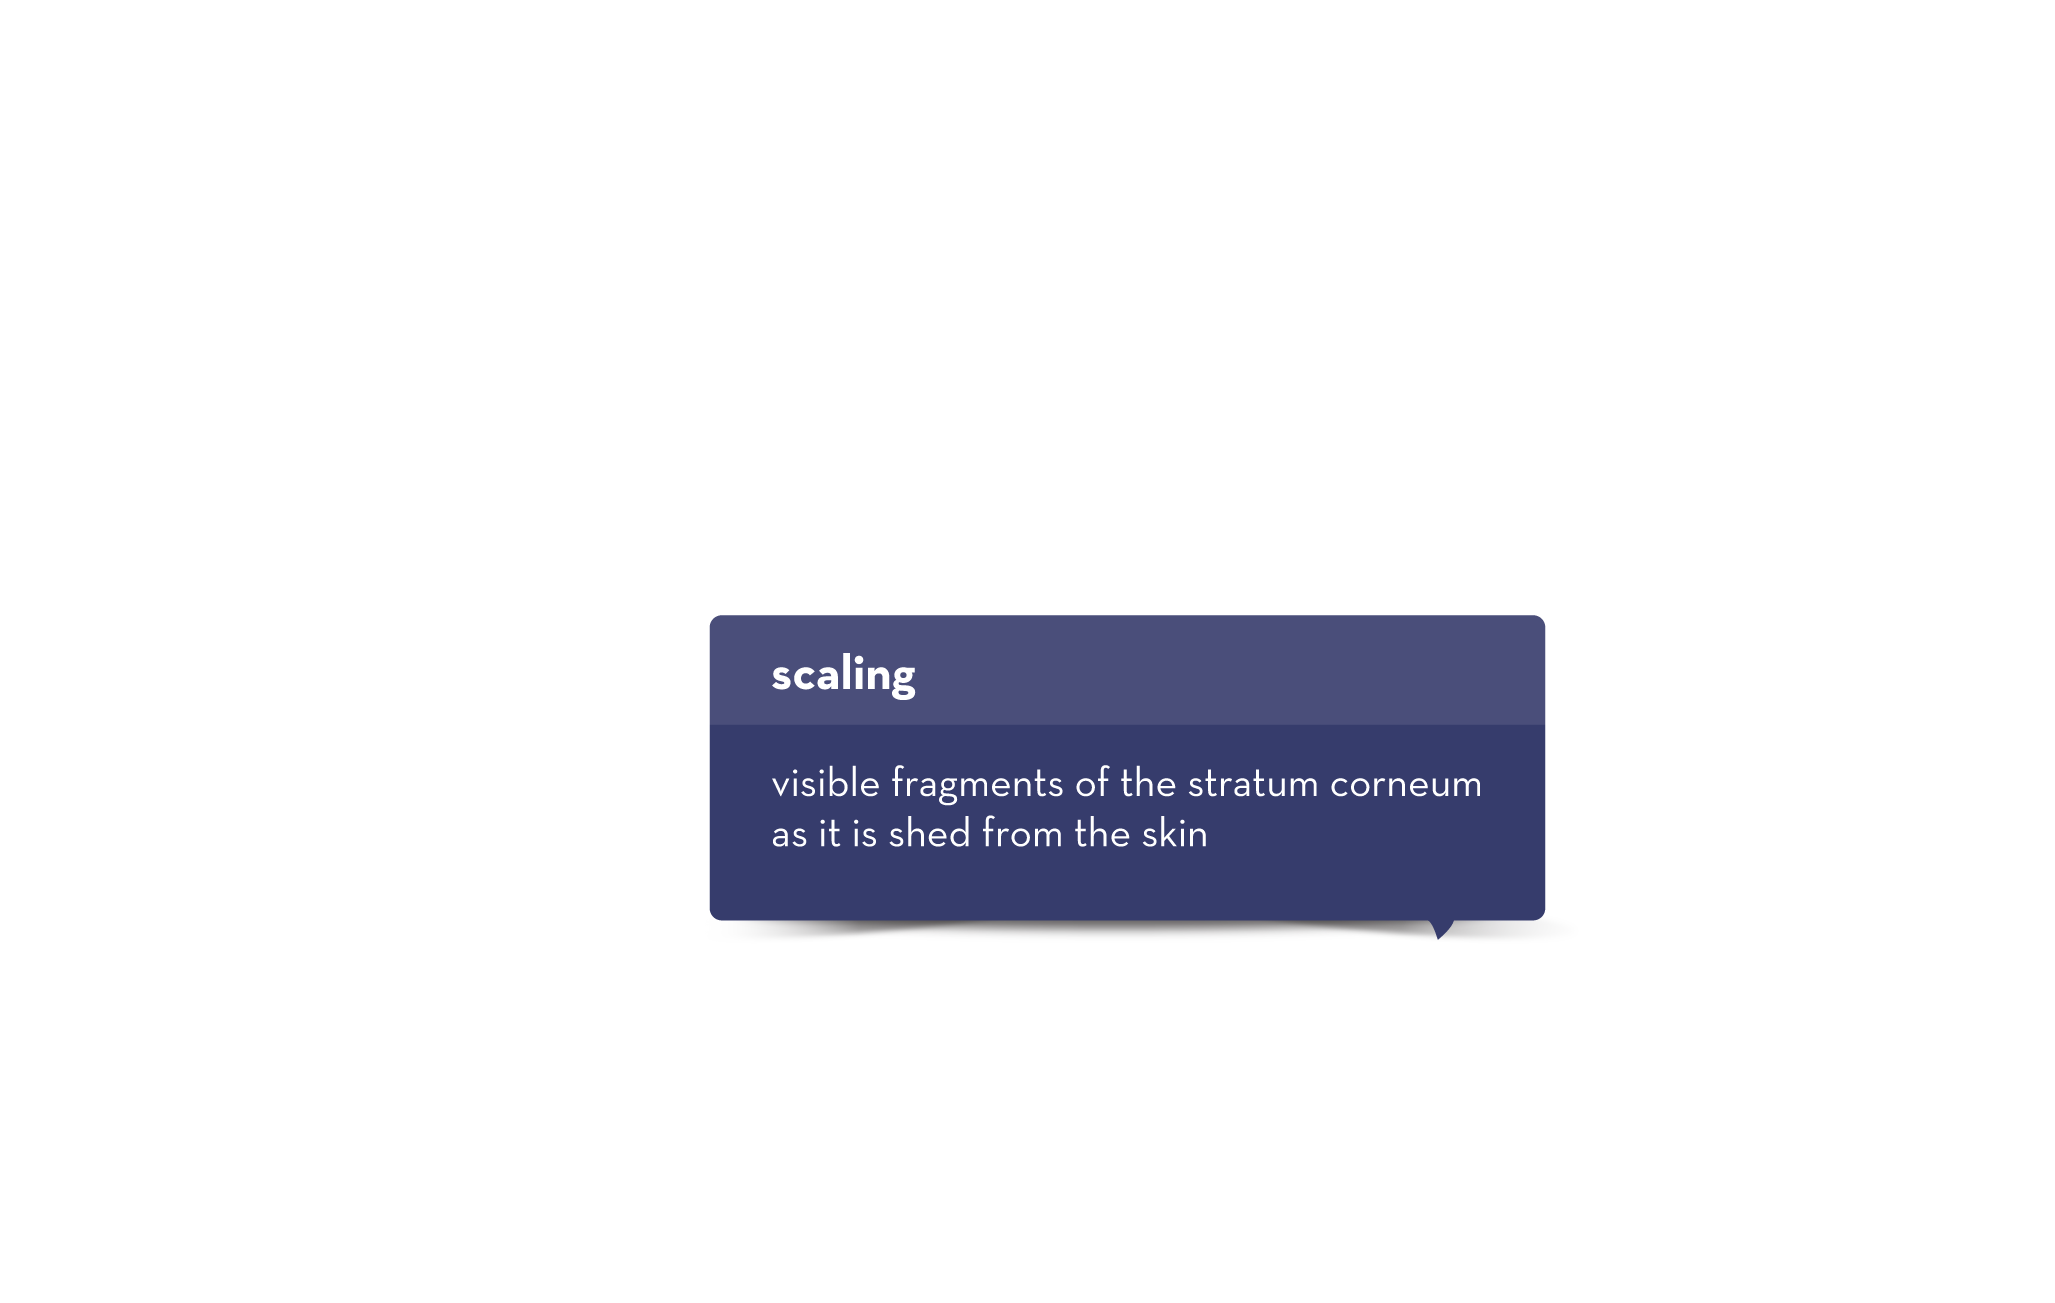 scaling
visible fragments of the stratum corneum
as it is shed from the skin